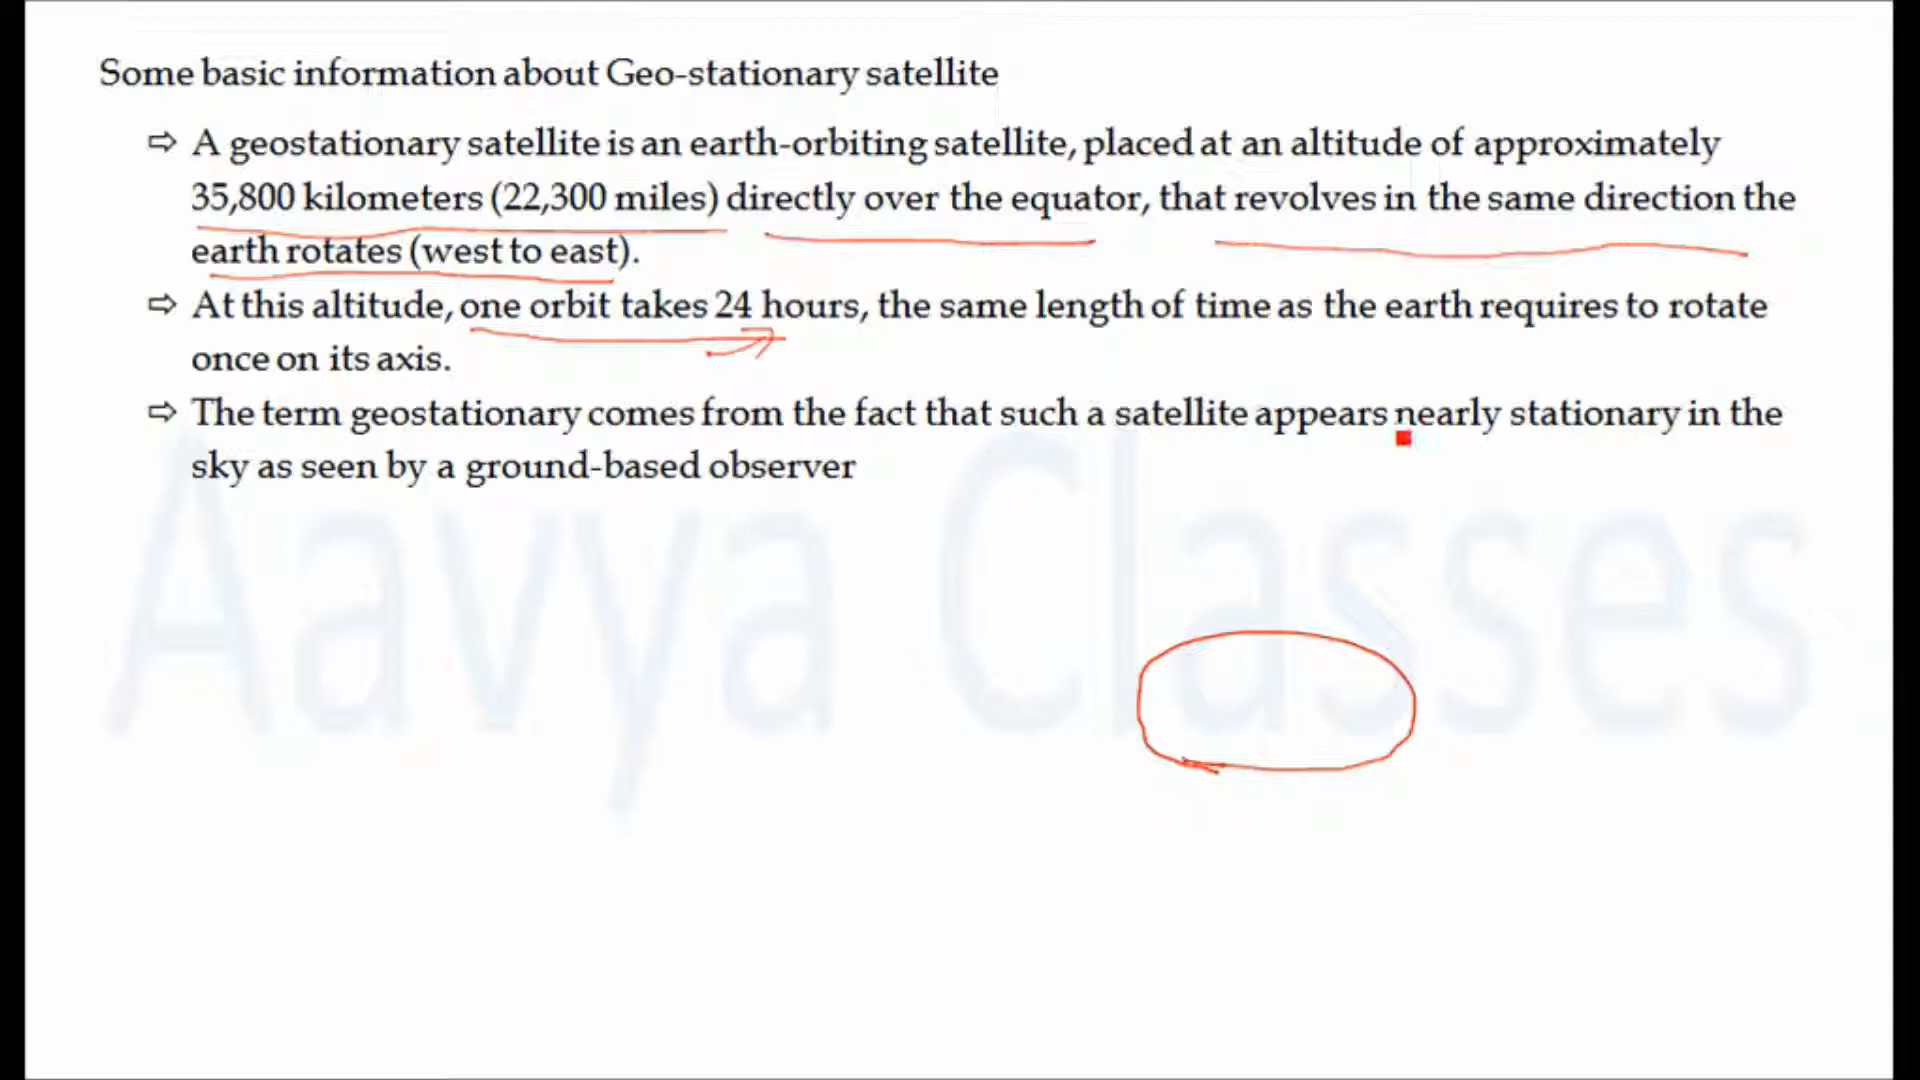 Some basic information about Geo-stationary satellite
⇨ A geostationary satellite is an earth-orbiting satellite, placed at an altitude of approximately
35,800 kilometers (22,300 miles) directly over the equator, that revolves in the same direction the
earth rotates (west to east).
⇨ At this altitude, one orbit takes 24 hours, the same length of time as the earth requires to rotate
once on its axis.
⇨ The term geostationary comes from the fact that such a satellite appears nearly stationary in the
sky as seen by a ground-based observer
Aavya Classes